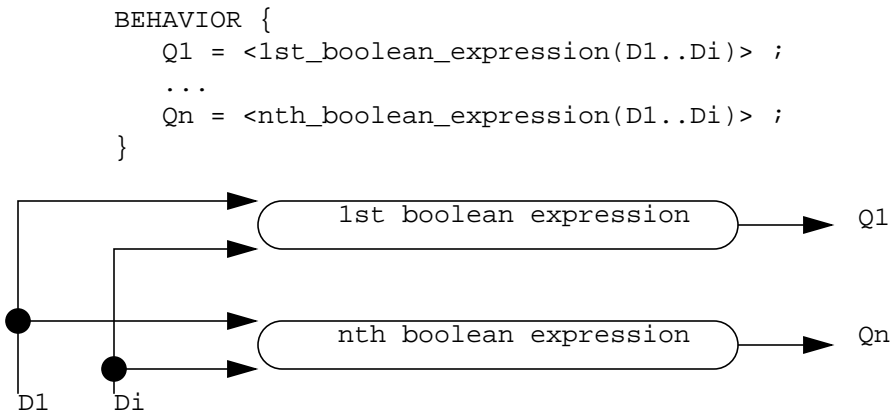 BEHAVIOR {
Q1 = <1st_boolean_expression(D1..Di)> ;
...
Qn = <nth_boolean_expression(D1..Di)> ;
}
1st boolean expression Q1
nth boolean expression Qn
D1 Di